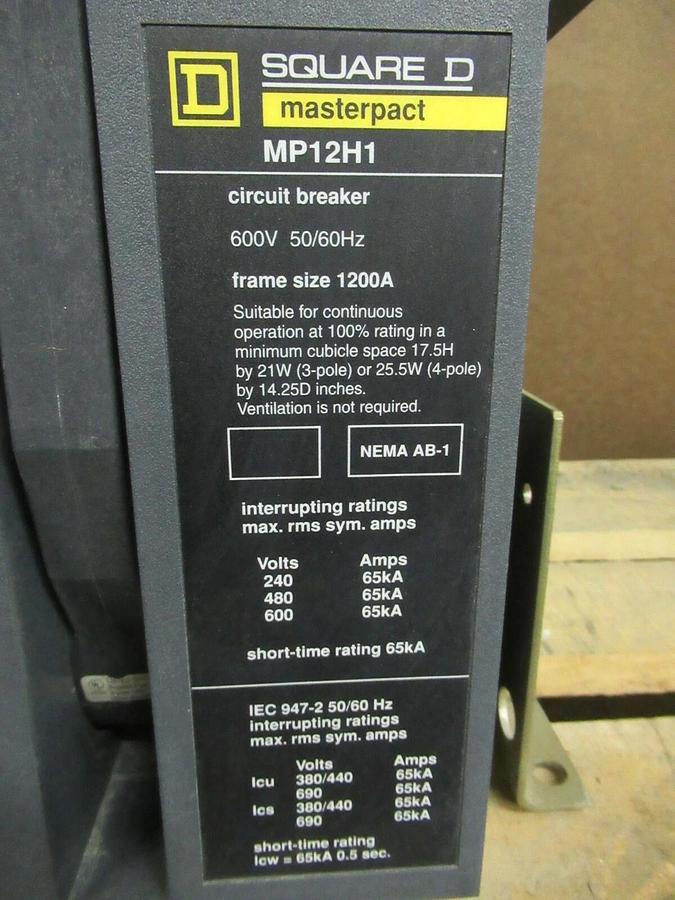 D SQUARE D
masterpact
MP12H1
circuit breaker
600V 50/60Hz
frame size 1200A
Suitable for continuous
operation at 100% rating in a
minimum cubicle space 17.5H
by 21W (3-pole) or 25.5W (4-pole)
by 14.25D inches.
Ventilation is not required.
NEMA AB-1
interrupting ratings
max. rms sym. amps
Volts Amps
240 65kA
480 65kA
600 65kA
short-time rating 65kA
IEC 947-2 50/60 Hz
interrupting ratings
max. rms sym. amps
Volts Amps
Icu 380/440 65kA
690 65kA
Ics 380/440 65kA
690 65kA
short-time rating
Icw = 65kA 0.5 sec.